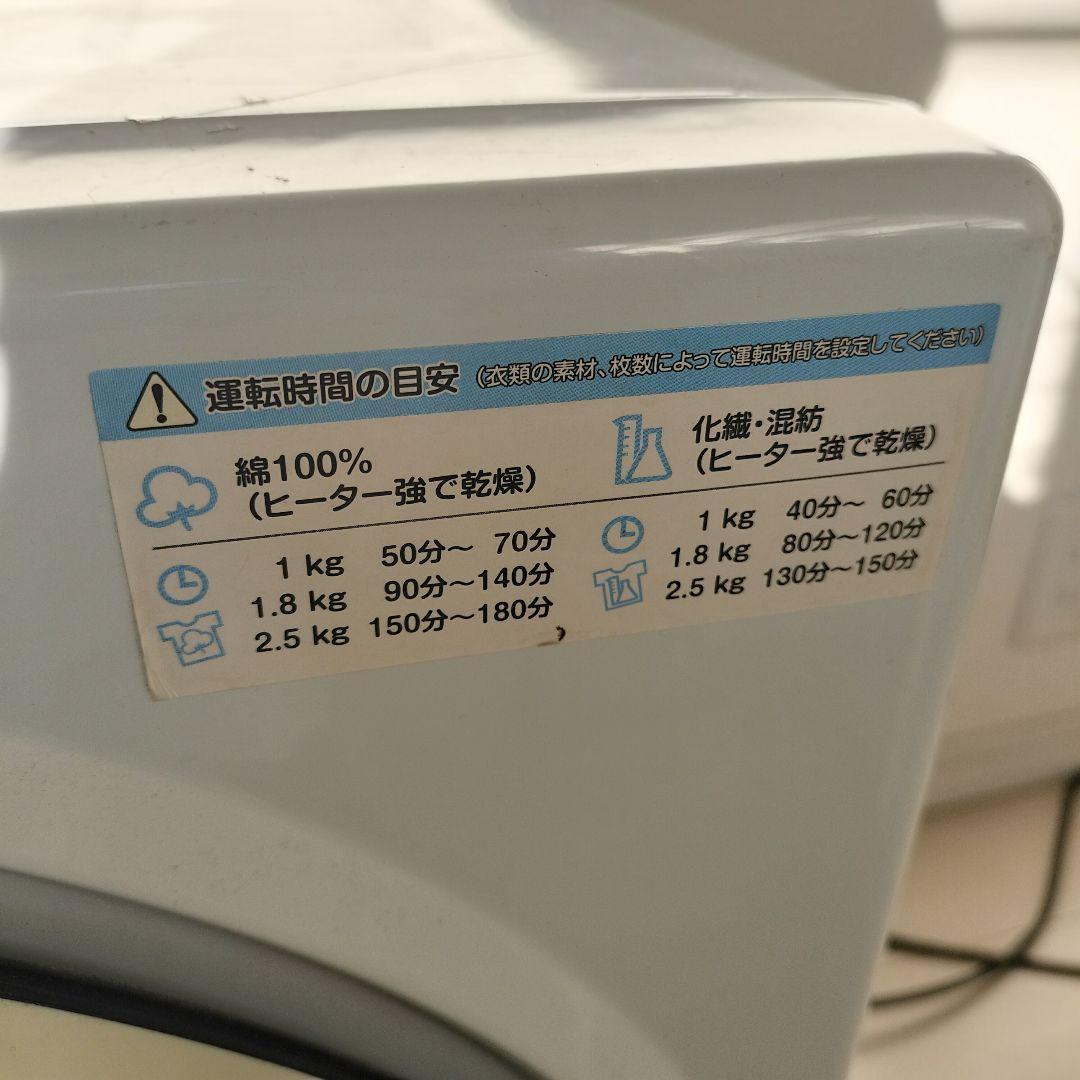 運転時間の目安 (衣類の素材、枚数によって運転時間を設定してください)
綿100%
(ヒーター強で乾燥)
1 kg 50分~ 70分
1.8 kg 90分~140分
2.5 kg 150分~180分
化繊・混紡
(ヒーター強で乾燥)
1 kg 40分~ 60分
1.8 kg 80分~120分
2.5 kg 130分~150分